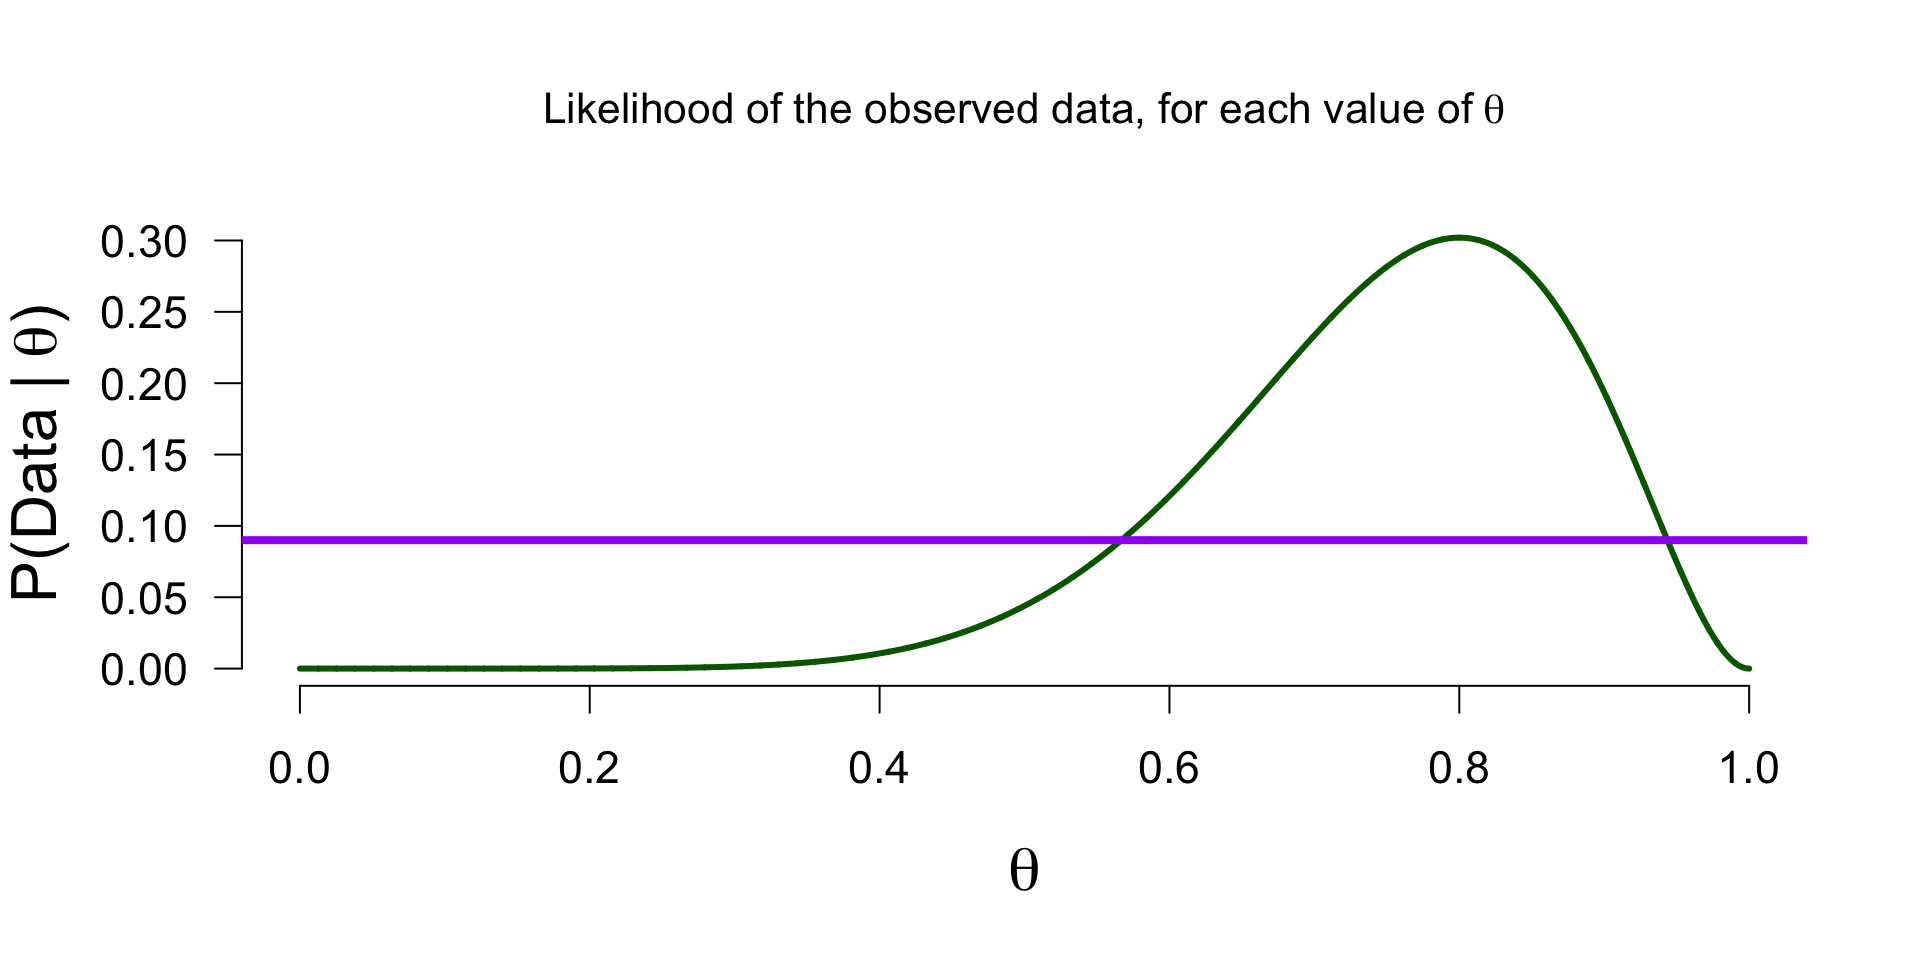 Likelihood of the observed data, for each value of θ
P(Data | θ)
0.30
0.25
0.20
0.15
0.10
0.05
0.00
0.0 0.2 0.4 0.6 0.8 1.0
θ